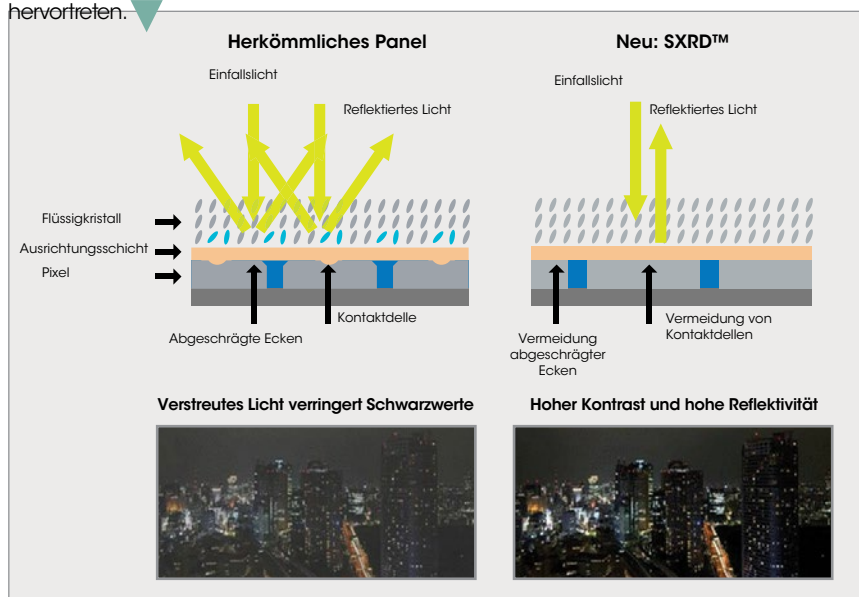 hervortreten.
Herkömmliches Panel
Neu: SXRD™
Einfallslicht
Reflektiertes Licht
Einfallslicht
Reflektiertes Licht
Flüssigkristall
Ausrichtungsschicht
Pixel
Abgeschrägte Ecken
Kontaktdelle
Vermeidung
abgeschrägter
Ecken
Vermeidung von
Kontaktdellen
Verstreutes Licht verringert Schwarzwerte
Hoher Kontrast und hohe Reflektivität